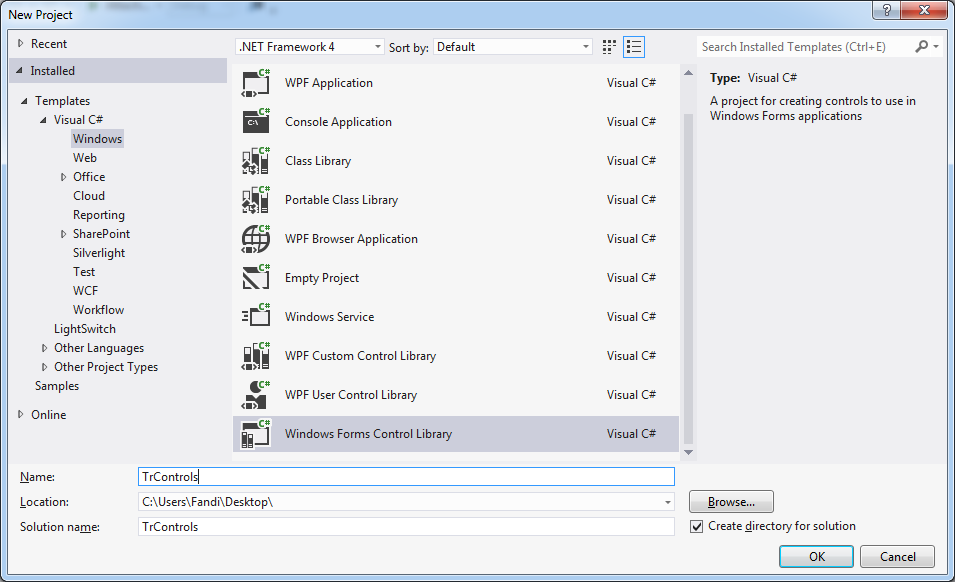 New Project
Recent
.NET Framework 4
Sort by:
Default
Search Installed Templates (Ctrl+E)
Installed
Templates
Visual C#
Windows
Web
Office
Cloud
Reporting
SharePoint
Silverlight
Test
WCF
Workflow
LightSwitch
Other Languages
Other Project Types
Samples
Online
WPF Application Visual C#
Console Application Visual C#
Class Library Visual C#
Portable Class Library Visual C#
WPF Browser Application Visual C#
Empty Project Visual C#
Windows Service Visual C#
WPF Custom Control Library Visual C#
WPF User Control Library Visual C#
Windows Forms Control Library Visual C#
Type: Visual C#
A project for creating controls to use in
Windows Forms applications
Name: TrControls
Location: C:\Users\Fandi\Desktop\
Browse...
Solution name: TrControls
Create directory for solution
OK
Cancel